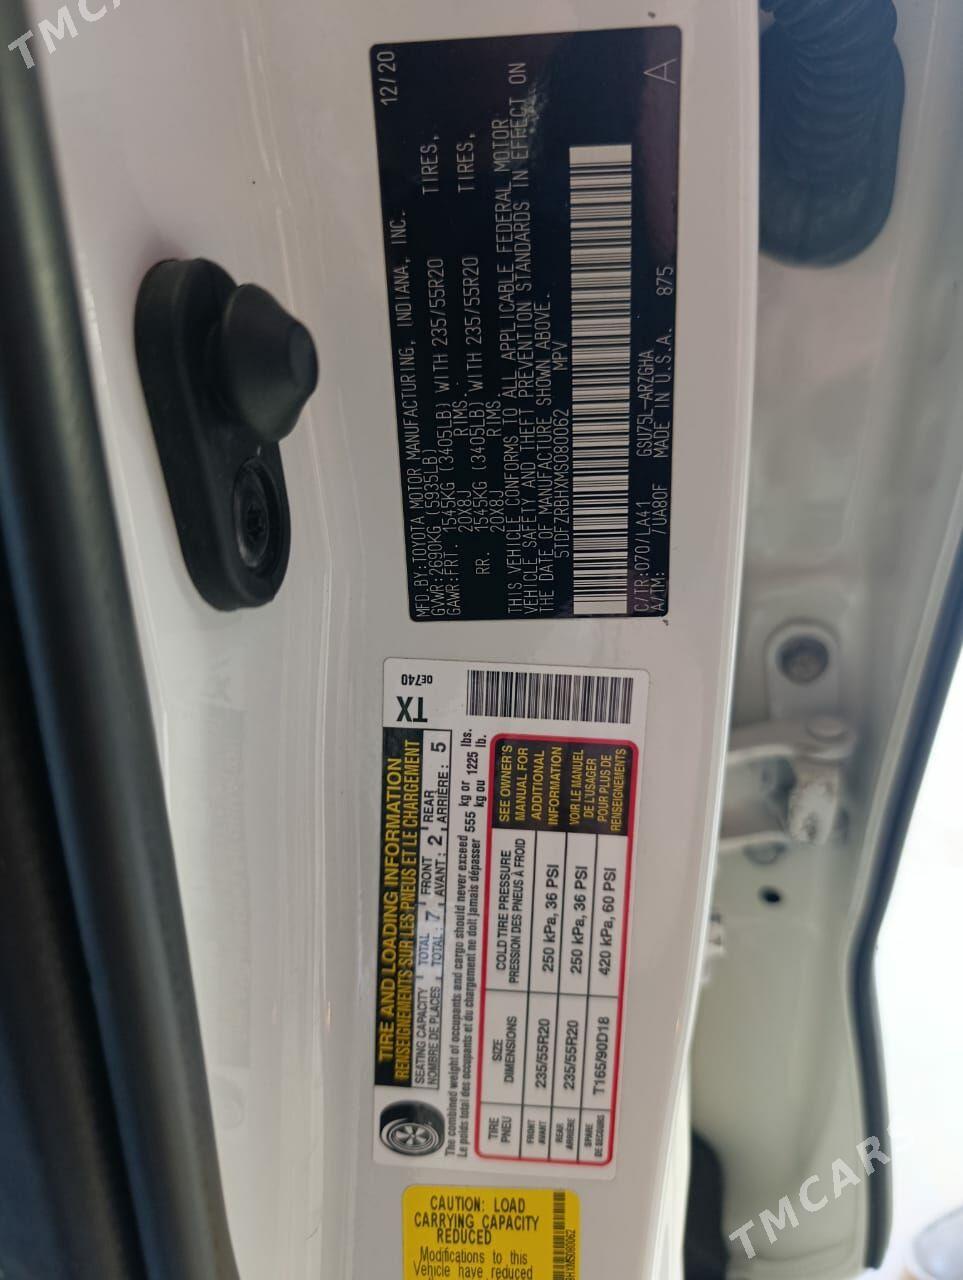 MFD.BY:TOYOTA MOTOR MANUFACTURING, INDIANA, INC. 12/20
GVWR:2690KG (5935LB)
GAWR:FRT. 1545KG (3405LB) WITH 235/55R20 TIRES,
20X8J RIMS.
RR. 1545KG (3405LB) WITH 235/55R20 TIRES,
20X8J RIMS.
THIS VEHICLE CONFORMS TO ALL APPLICABLE FEDERAL MOTOR
VEHICLE SAFETY AND THEFT PREVENTION STANDARDS IN EFFECT ON
THE DATE OF MANUFACTURE SHOWN ABOVE.
5TDFZRBHXMS080062 MPV
C/TR:070/LA41 GSU75L-ARZGHA 875
A/TM: /UA80F MADE IN U.S.A. A
TIRE AND LOADING INFORMATION
RENSEIGNEMENTS SUR LES PNEUS ET LE CHARGEMENT
TX
0E740
SEATING CAPACITY TOTAL FRONT REAR
NOMBRE DE PLACES TOTAL: 7 AVANT: 2 ARRIÈRE: 5
The combined weight of occupants and cargo should never exceed 555 kg or 1225 lbs.
Le poids total des occupants et du chargement ne doit jamais dépasser kg ou lb.
TIRE SIZE COLD TIRE PRESSURE
PNEU DIMENSIONS PRESSION DES PNEUS À FROID
FRONT
AVANT 235/55R20 250 kPa, 36 PSI
REAR
ARRIÈRE 235/55R20 250 kPa, 36 PSI
SPARE
DE SECOURS T165/90D18 420 kPa, 60 PSI
SEE OWNER'S
MANUAL FOR
ADDITIONAL
INFORMATION
VOIR LE MANUEL
DE L'USAGER
POUR PLUS DE
RENSEIGNEMENTS
CAUTION: LOAD
CARRYING CAPACITY
REDUCED
Modifications to this
Vehicle have reduced
HXMS080062
TMCARS